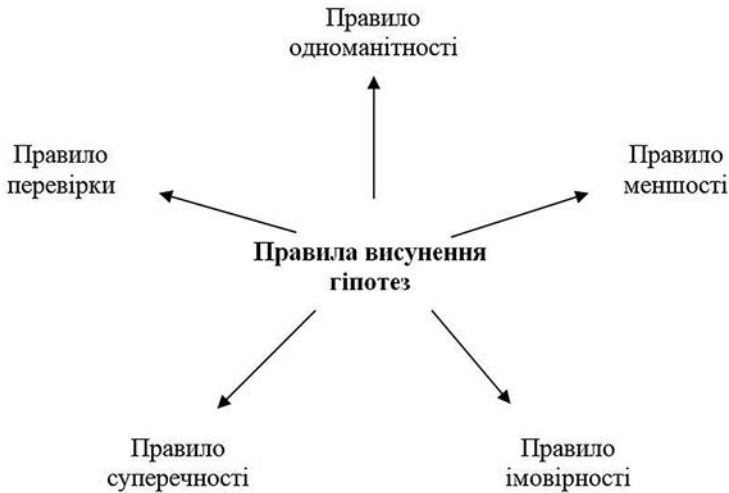 Правило
одноманітності
Правило
перевірки
Правило
меншості
Правила висунення
гіпотез
Правило
суперечності
Правило
імовірності